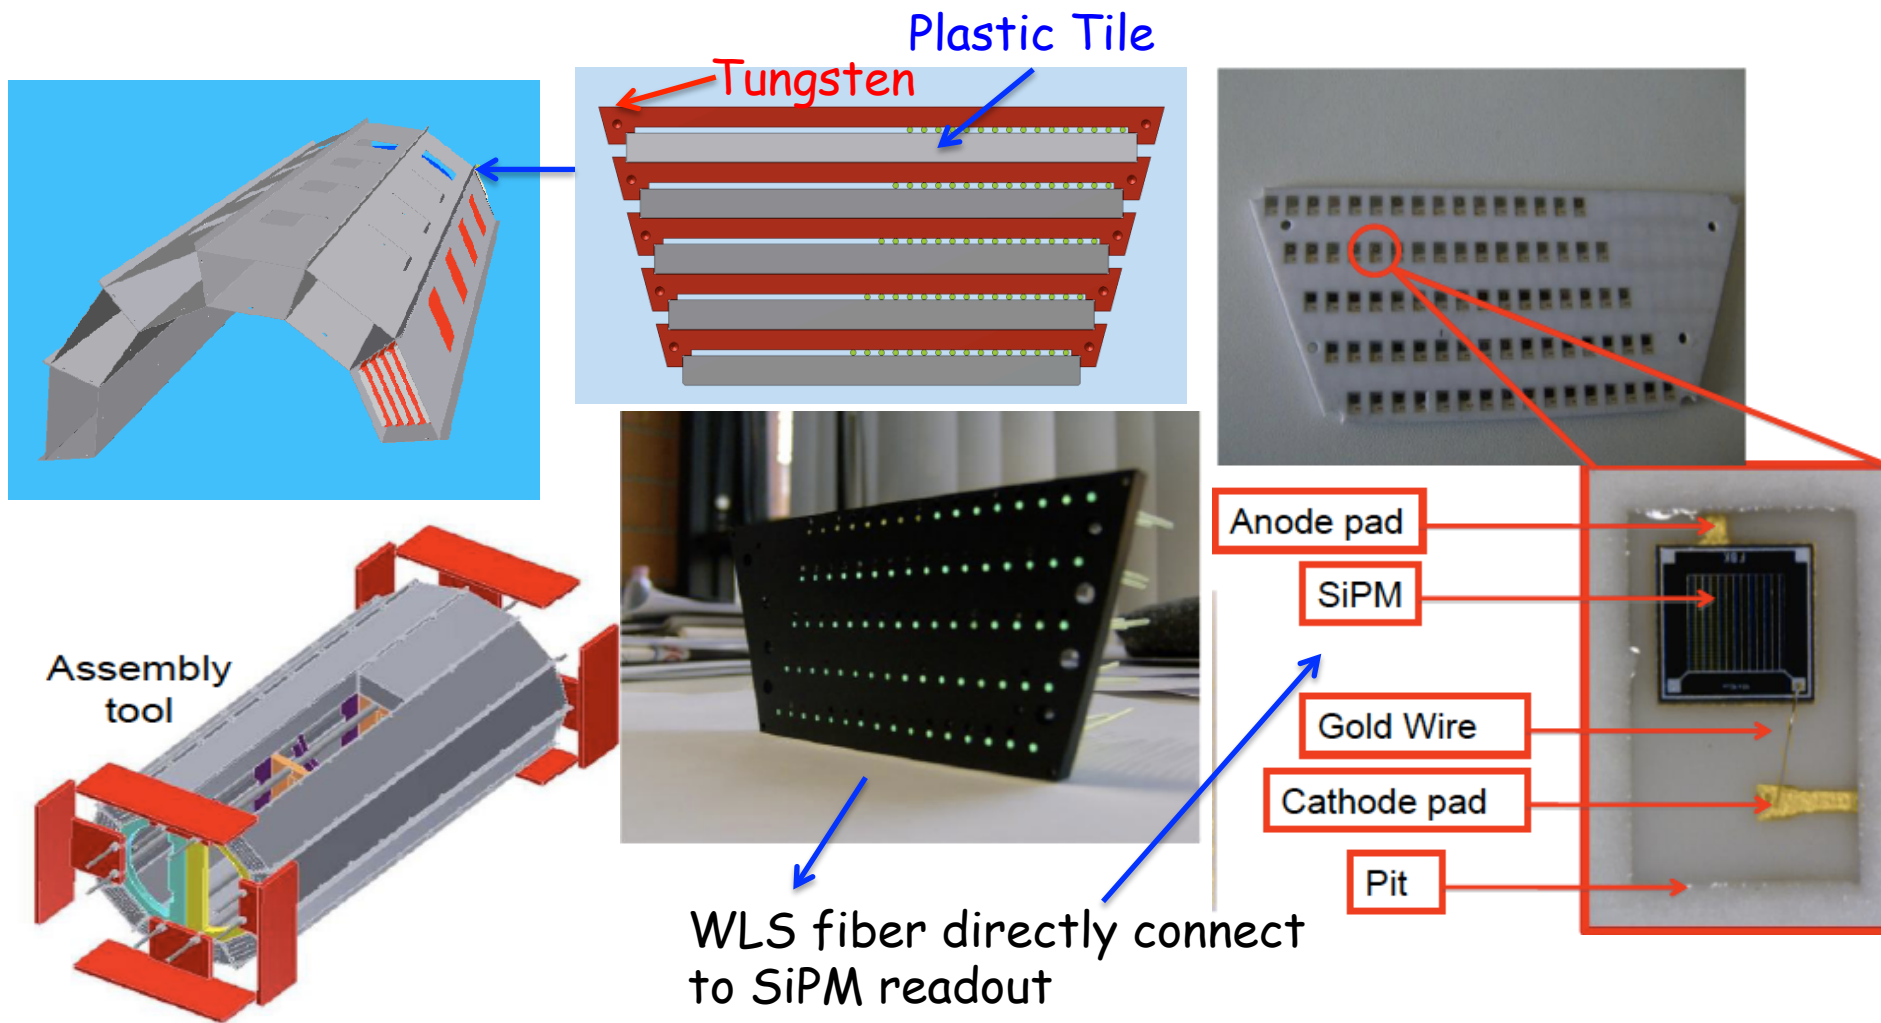 Plastic Tile
Tungsten
Anode pad
SiPM
Assembly
tool
Gold Wire
Cathode pad
Pit
WLS fiber directly connect
to SiPM readout